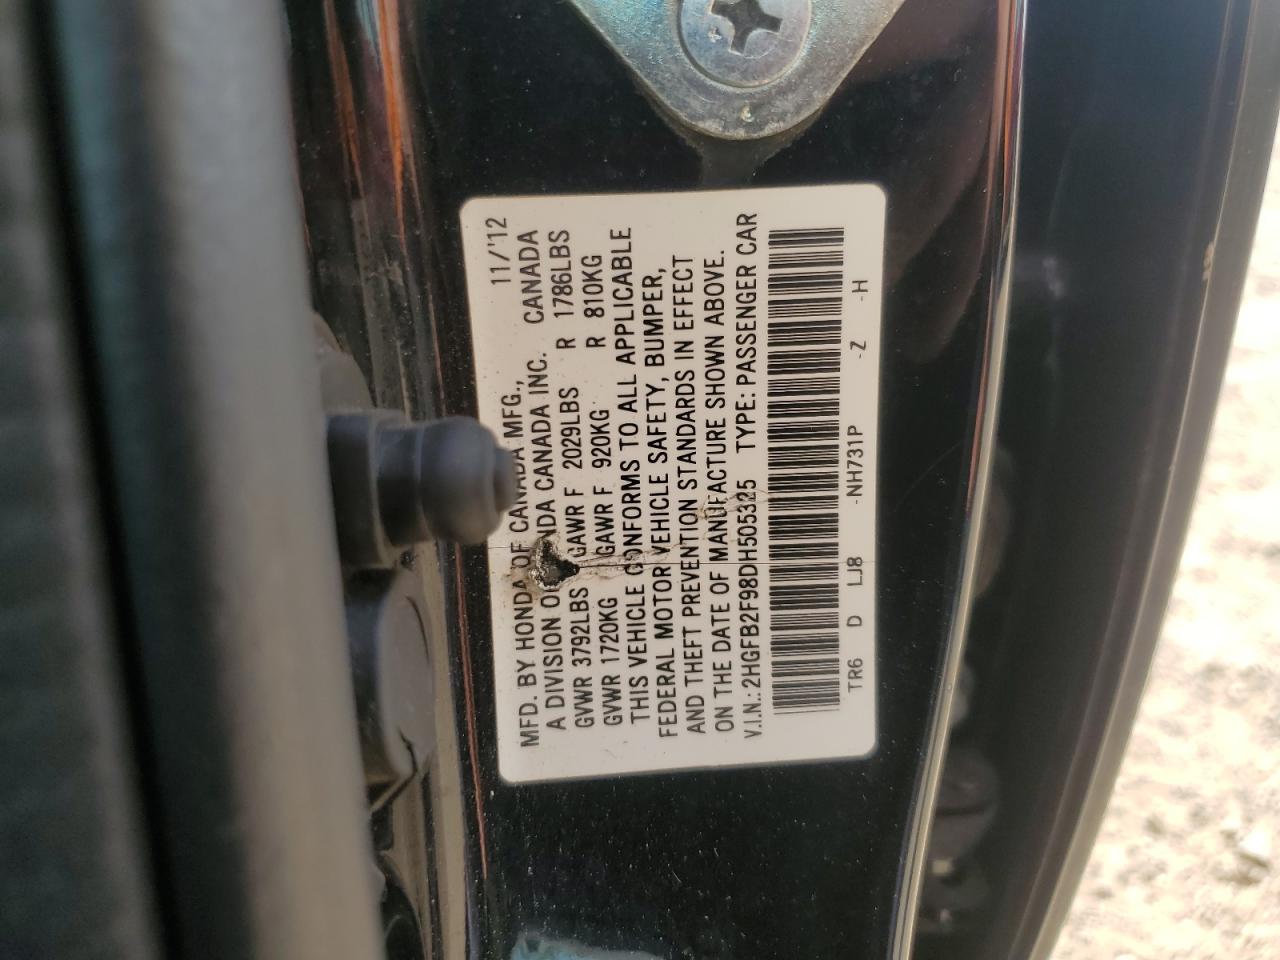 11/'12
MFD. BY HONDA OF CANADA MFG., CANADA
A DIVISION OF HONDA CANADA INC.
GVWR 3792LBS GAWR F 2029LBS R 1786LBS
GVWR 1720KG GAWR F 920KG R 810KG
THIS VEHICLE CONFORMS TO ALL APPLICABLE
FEDERAL MOTOR VEHICLE SAFETY, BUMPER,
AND THEFT PREVENTION STANDARDS IN EFFECT
ON THE DATE OF MANUFACTURE SHOWN ABOVE.
V.I.N.: 2HGFB2F98DH505325 TYPE: PASSENGER CAR
TR6 D LJ8 -NH731P -Z -H